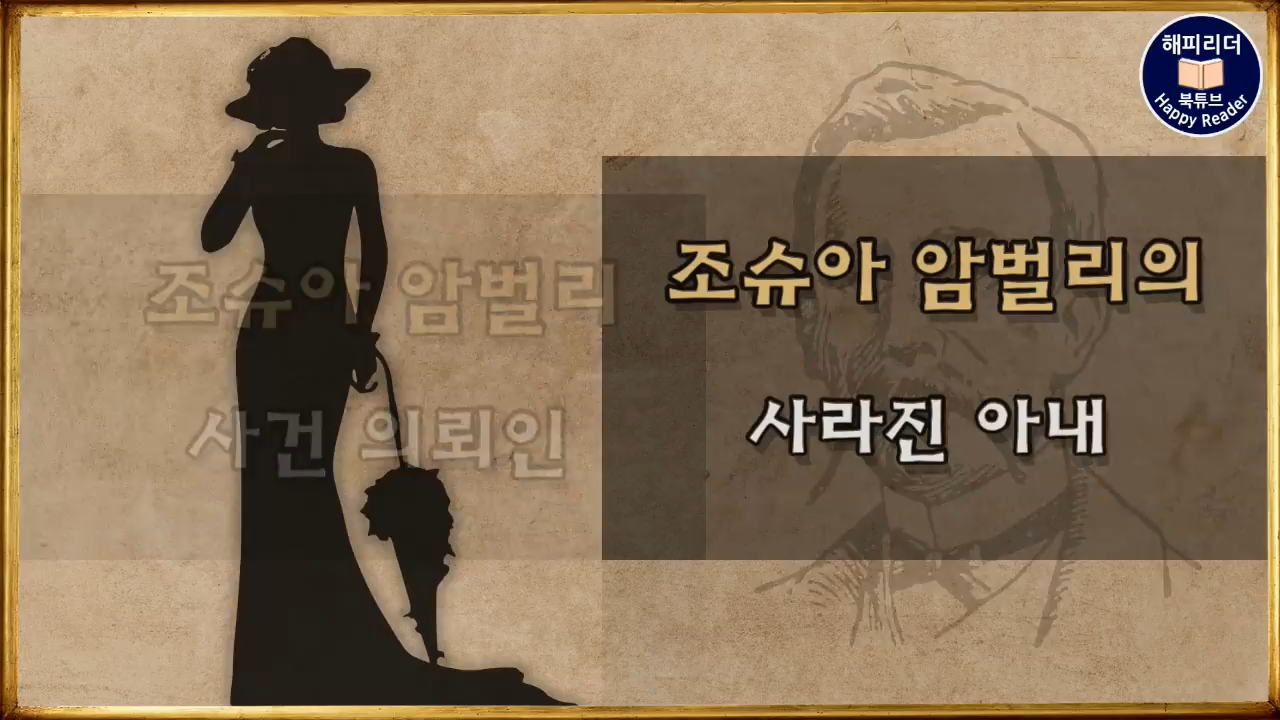 해피리더
북튜브
Happy Reader
조슈아 암벌리
사건 의뢰인
조슈아 암벌리의
사라진 아내